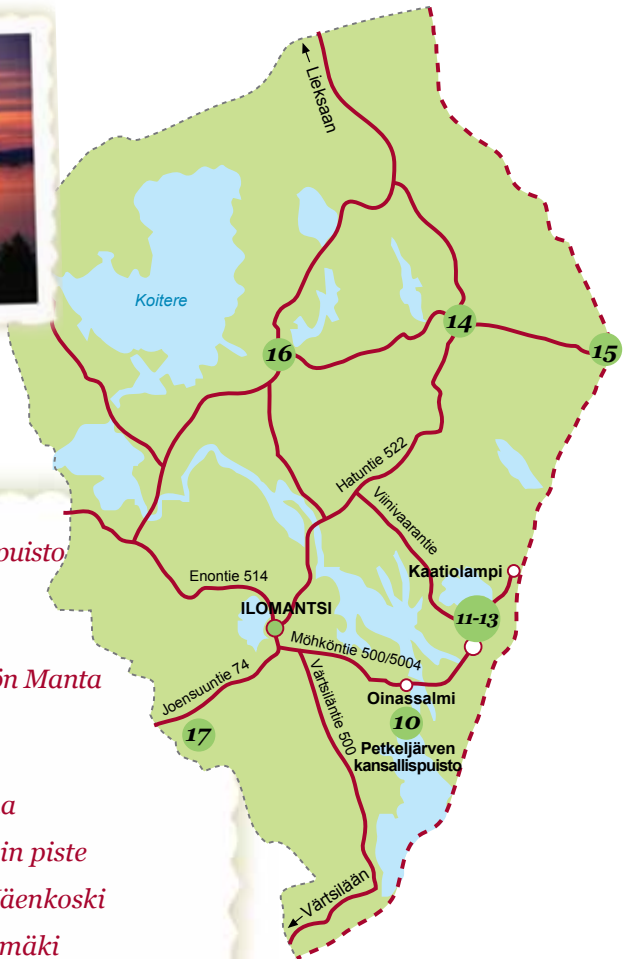 Lieksaan
Koitere
14
15
16
Hatuntie 522
Viinivaarantie
Kaatiolampi
Enontie 514
ILOMANTSI
11-13
Möhköntie 500/5004
Joensuuntie 74
Värtsiläntie 500
Oinassalmi
10
17
Petkeljärven
kansallispuisto
Värtsilään
puisto
ön Manta
a
in piste
äenkoski
mäki